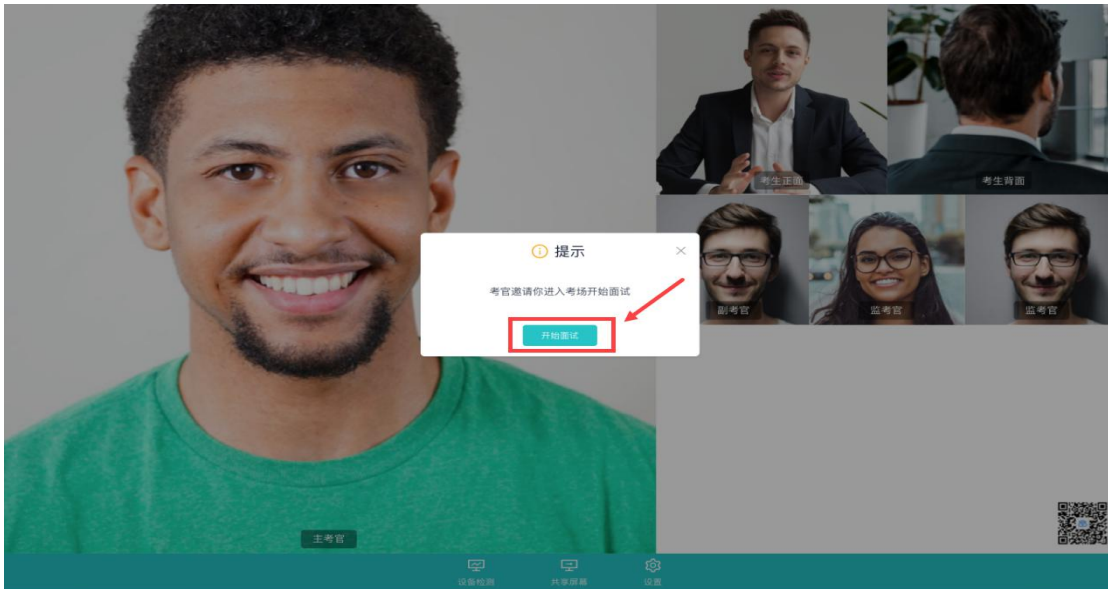 考生正面
考生背面
提示
考官邀请你进入考场开始面试
开始面试
副考官
监考官
监考官
主考官
设备检测
共享屏幕
设置